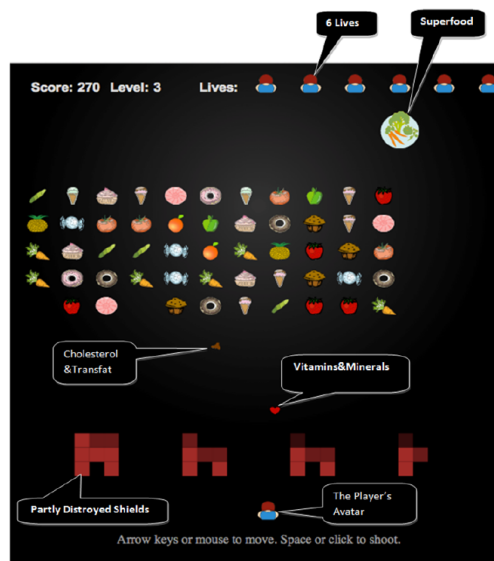 6 Lives
Superfood
Score: 270 Level: 3 Lives:
Cholesterol
&Transfat
Vitamins&Minerals
Partly Distroyed Shields
The Player's
Avatar
Arrow keys or mouse to move. Space or click to shoot.